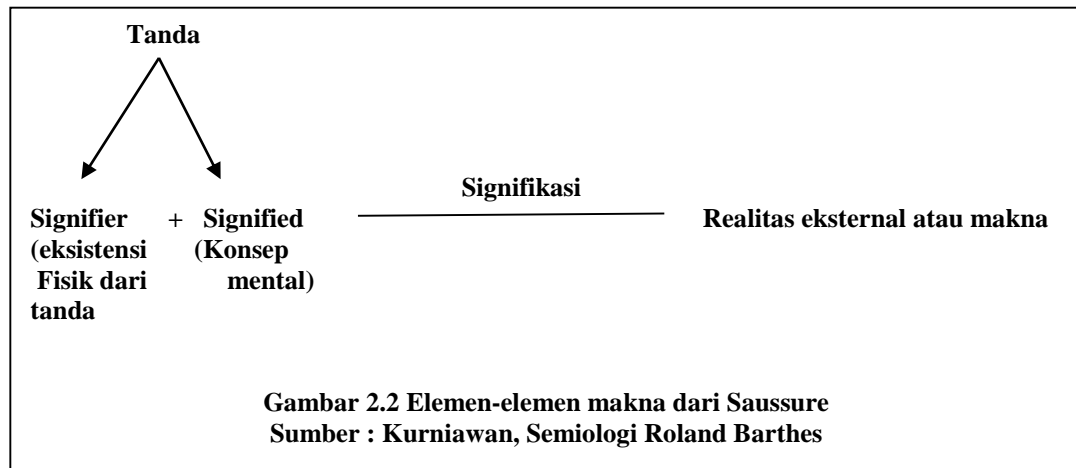 Tanda
Signifikasi
Signifier + Signified Realitas eksternal atau makna
(eksistensi (Konsep
Fisik dari mental)
tanda
Gambar 2.2 Elemen-elemen makna dari Saussure
Sumber : Kurniawan, Semiologi Roland Barthes